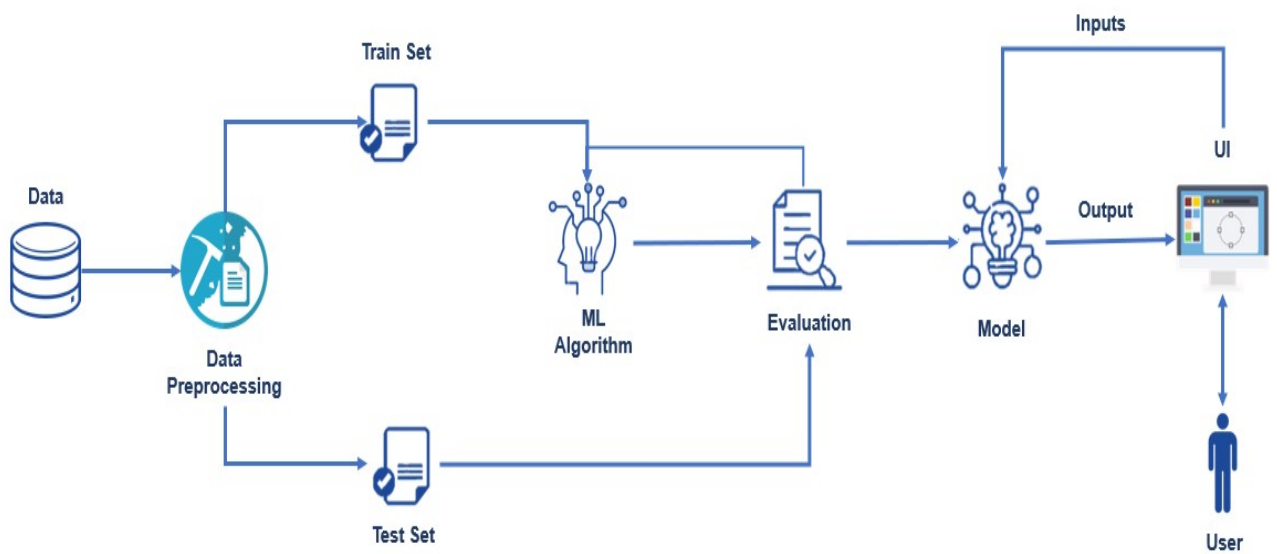 Inputs
Train Set
UI
Data
Output
ML
Algorithm
Evaluation
Model
Data
Preprocessing
Test Set
User